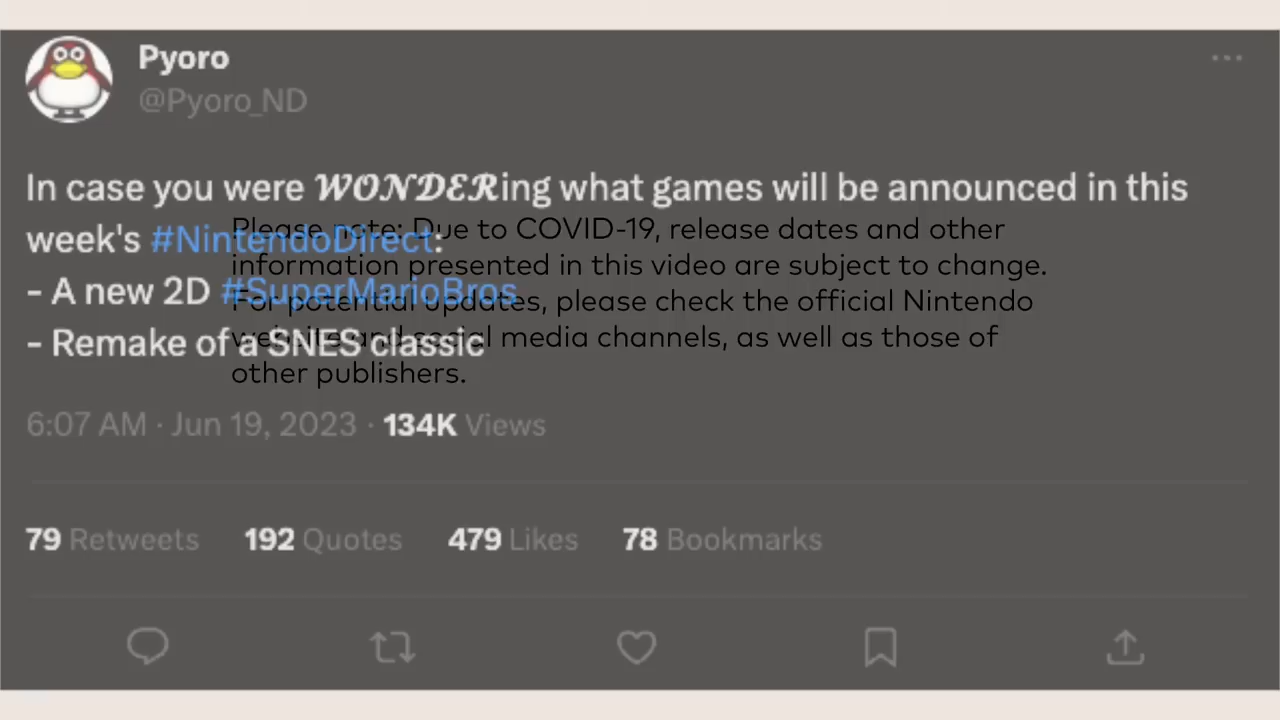 Pyoro
@Pyoro_ND
In case you were 𝓦𝓞𝓝𝓓𝓔𝓡ing what games will be announced in this
week's #NintendoDirect:
- A new 2D #SuperMarioBros
- Remake of a SNES classic
Please note: Due to COVID-19, release dates and other
information presented in this video are subject to change.
For potential updates, please check the official Nintendo
website and social media channels, as well as those of
other publishers.
6:07 AM · Jun 19, 2023 · 134K Views
79 Retweets 192 Quotes 479 Likes 78 Bookmarks